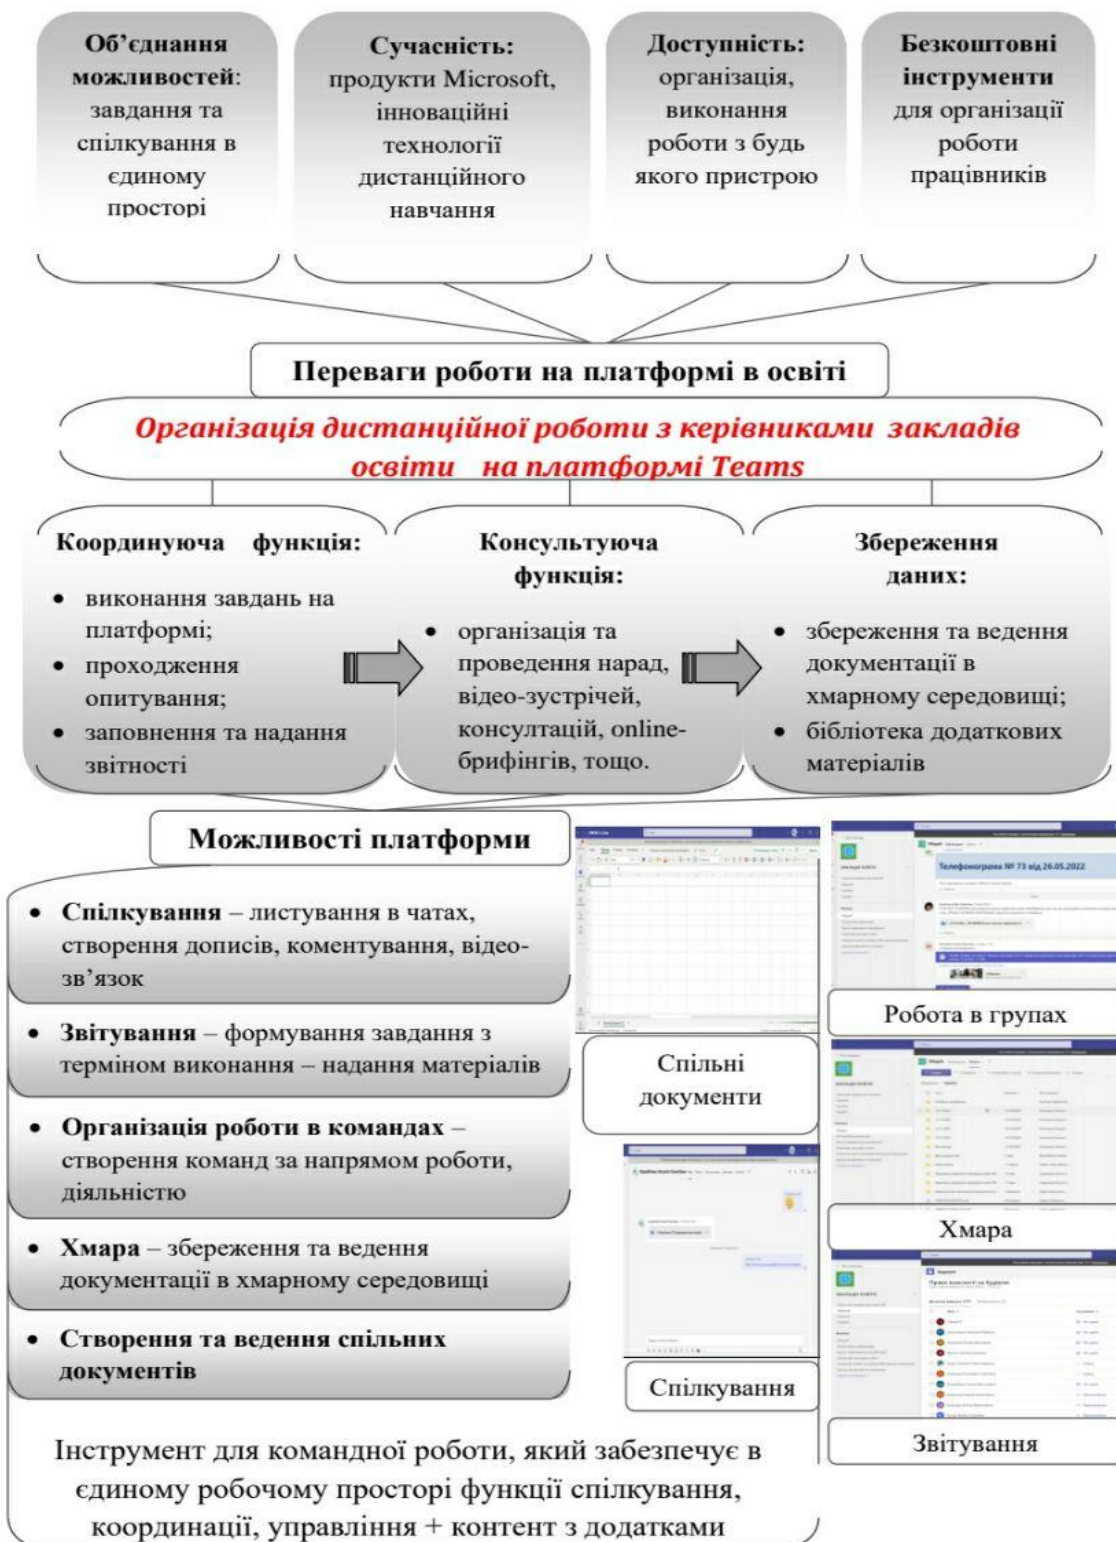 Об’єднання
можливостей:
завдання та
спілкування в
єдиному
просторі
Сучасність:
продукти Microsoft,
інноваційні
технології
дистанційного
навчання
Доступність:
організація,
виконання
роботи з будь
якого пристрою
Безкоштовні
інструменти
для організації
роботи
працівників
Переваги роботи на платформі в освіті
Організація дистанційної роботи з керівниками закладів
освіти на платформі Teams
Координуюча функція:
• виконання завдань на
платформі;
• проходження
опитування;
• заповнення та надання
звітності
Консультуюча
функція:
• організація та
проведення нарад,
відео-зустрічей,
консультацій, online-
брифінгів, тощо.
Збереження
даних:
• збереження та ведення
документації в
хмарному середовищі;
• бібліотека додаткових
матеріалів
Можливості платформи
• Спілкування – листування в чатах,
створення дописів, коментування, відео-
зв’язок
• Звітування – формування завдання з
терміном виконання – надання матеріалів
• Організація роботи в командах –
створення команд за напрямом роботи,
діяльністю
• Хмара – збереження та ведення
документації в хмарному середовищі
• Створення та ведення спільних
документів
Спільні
документи
Спілкування
Телефонограма № 73 від 26.05.2022
Робота в групах
Хмара
Звітування
Інструмент для командної роботи, який забезпечує в
єдиному робочому просторі функції спілкування,
координації, управління + контент з додатками